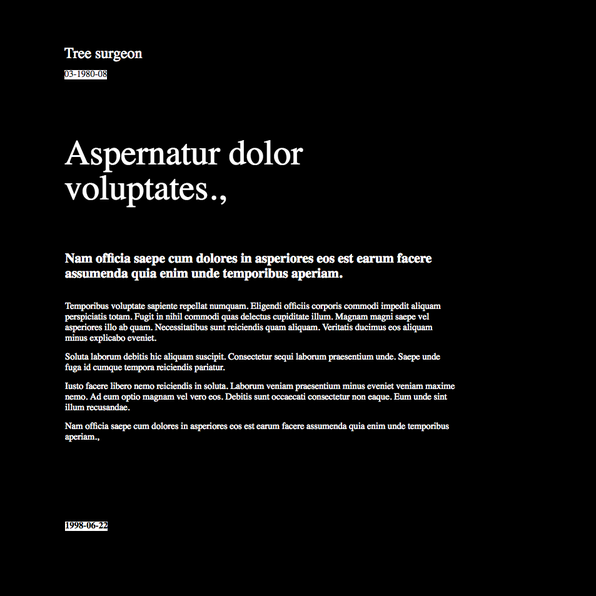 Tree surgeon
03-1980-08
Aspernatur dolor
voluptates.,
Nam officia saepe cum dolores in asperiores eos est earum facere
assumenda quia enim unde temporibus aperiam.
Temporibus voluptate sapiente repellat numquam. Eligendi officiis corporis commodi impedit aliquam
perspiciatis totam. Fugit in nihil commodi quas delectus cupiditate illum. Magnam magni saepe vel
asperiores illo ab quam. Necessitatibus sunt reiciendis quam aliquam. Veritatis ducimus eos aliquam
minus explicabo eveniet.
Soluta laborum debitis hic aliquam suscipit. Consectetur sequi laborum praesentium unde. Saepe unde
fuga id cumque tempora reiciendis pariatur.
Iusto facere libero nemo reiciendis in soluta. Laborum veniam praesentium minus eveniet veniam maxime
nemo. Ad eum optio magnam vel vero eos. Debitis sunt occaecati consectetur non eaque. Eum unde sint
illum recusandae.
Nam officia saepe cum dolores in asperiores eos est earum facere assumenda quia enim unde temporibus
aperiam.,
1998-06-22